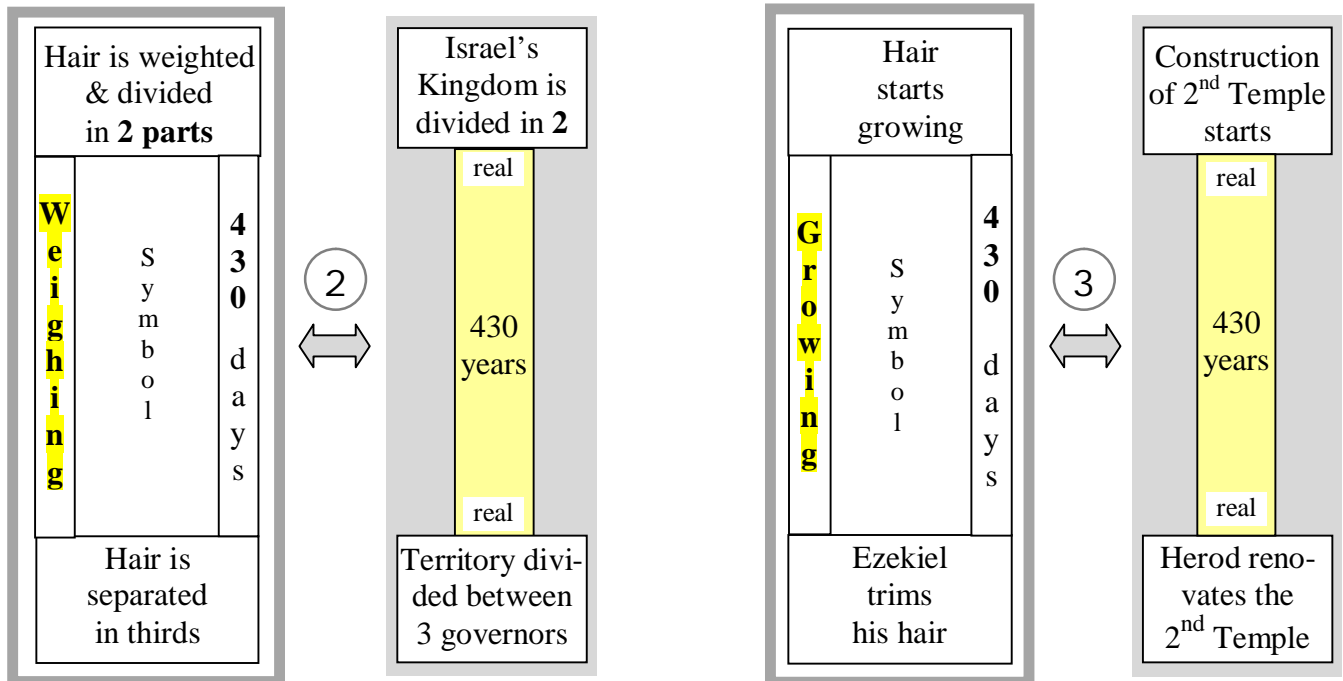 Hair is weighted
& divided
in 2 parts
Weighing
Symbol
430 days
Hair is
separated
in thirds
2
Israel’s
Kingdom is
divided in 2
real
430
years
real
Territory divi-
ded between
3 governors
Hair
starts
growing
Growing
Symbol
430 days
Ezekiel
trims
his hair
3
Construction
of 2nd Temple
starts
real
430
years
real
Herod reno-
vates the
2nd Temple